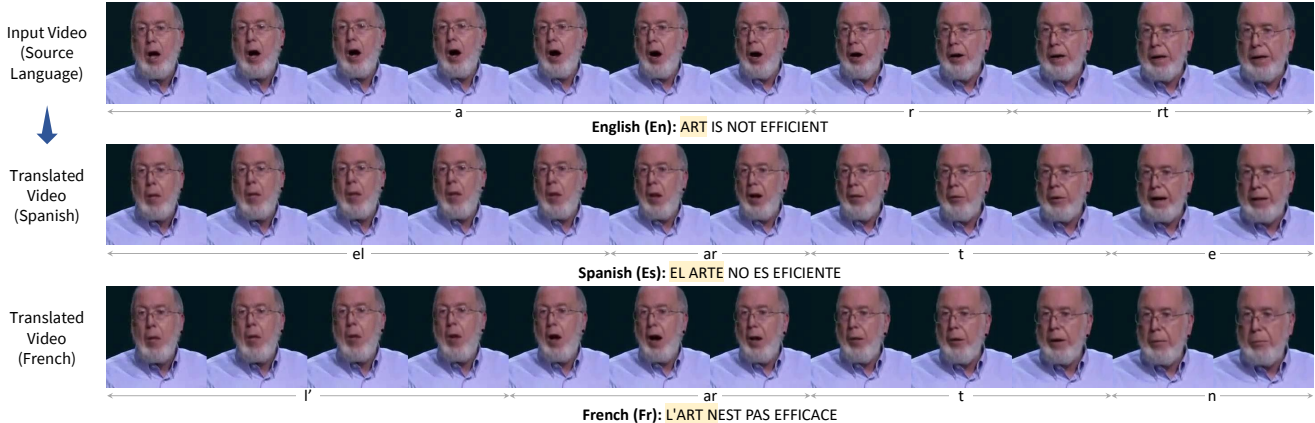 Input Video
(Source
Language)
a r rt
English (En): ART IS NOT EFFICIENT
Translated
Video
(Spanish)
el ar t e
Spanish (Es): EL ARTE NO ES EFICIENTE
Translated
Video
(French)
l' ar t n
French (Fr): L'ART NEST PAS EFFICACE